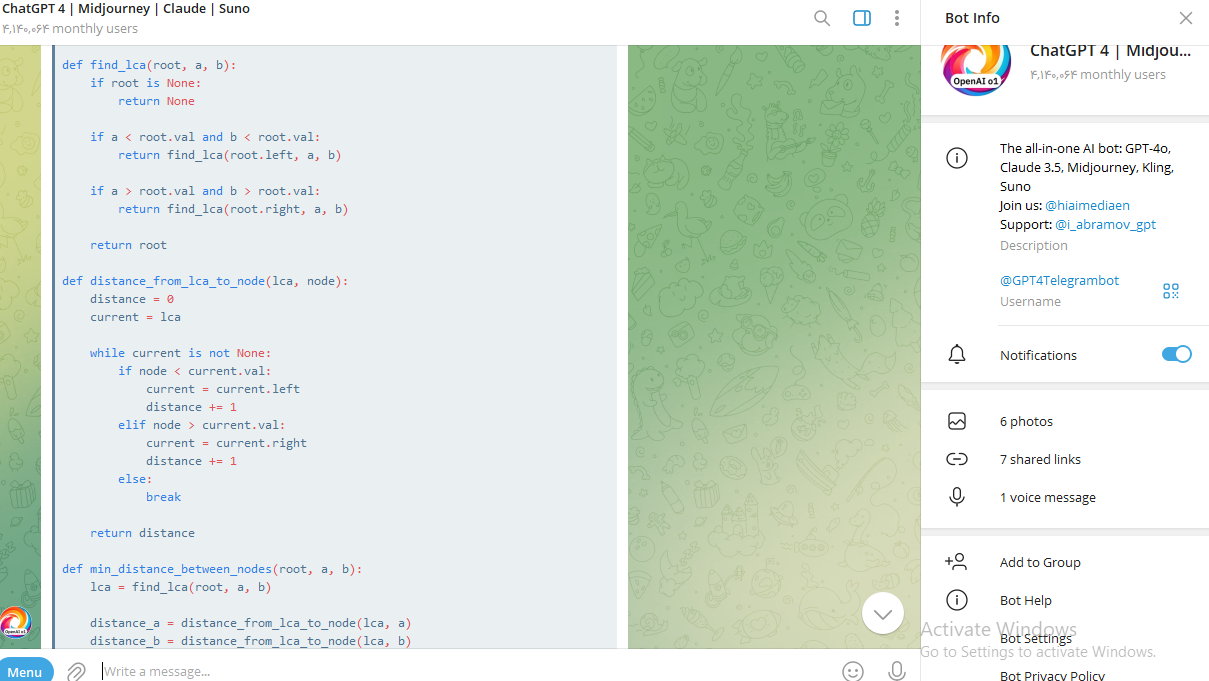 ChatGPT 4 | Midjourney | Claude | Suno
۴,۱۴۰,۰۶۴ monthly users
def find_lca(root, a, b):
if root is None:
return None
if a < root.val and b < root.val:
return find_lca(root.left, a, b)
if a > root.val and b > root.val:
return find_lca(root.right, a, b)
return root
def distance_from_lca_to_node(lca, node):
distance = 0
current = lca
while current is not None:
if node < current.val:
current = current.left
distance += 1
elif node > current.val:
current = current.right
distance += 1
else:
break
return distance
def min_distance_between_nodes(root, a, b):
lca = find_lca(root, a, b)
distance_a = distance_from_lca_to_node(lca, a)
distance_b = distance_from_lca_to_node(lca, b)
OpenAI o1
Menu
Write a message...
Bot Info
OpenAI o1
ChatGPT 4 | Midjou...
۴,۱۴۰,۰۶۴ monthly users
The all-in-one AI bot: GPT-4o,
Claude 3.5, Midjourney, Kling,
Suno
Join us: @hiaimediaen
Support: @i_abramov_gpt
Description
@GPT4Telegrambot
Username
Notifications
6 photos
7 shared links
1 voice message
Add to Group
Bot Help
Activate Windows
Bot Settings
Go to Settings to activate Windows.
Bot Privacy Policy